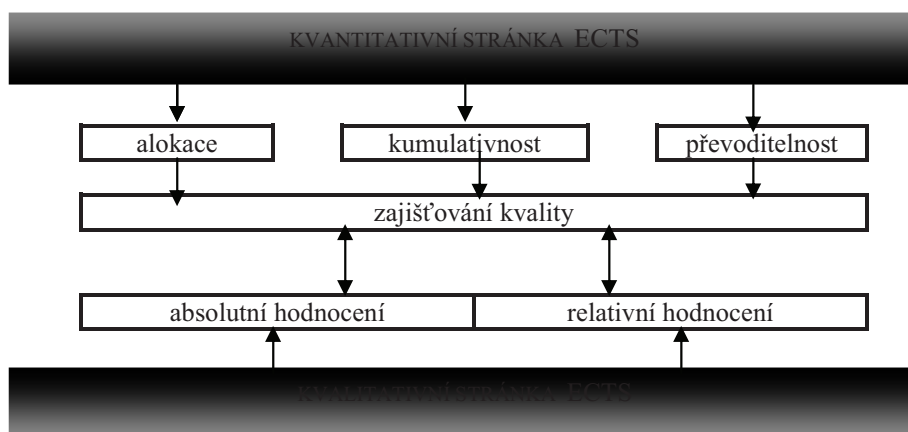 KVANTITATIVNÍ STRÁNKA ECTS
alokace kumulativnost převoditelnost
zajišťování kvality
absolutní hodnocení relativní hodnocení
KVALITATIVNÍ STRÁNKA ECTS